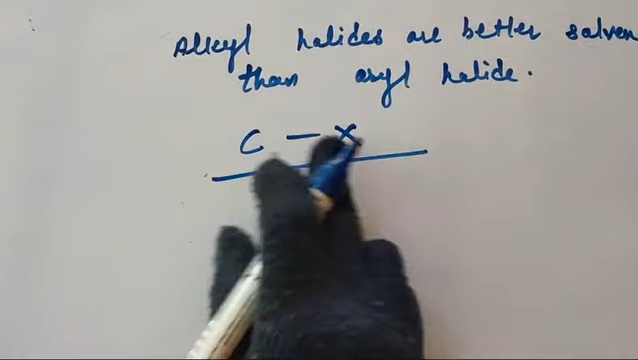 Alkyl halides are better solven
than aryl halide.
C — X